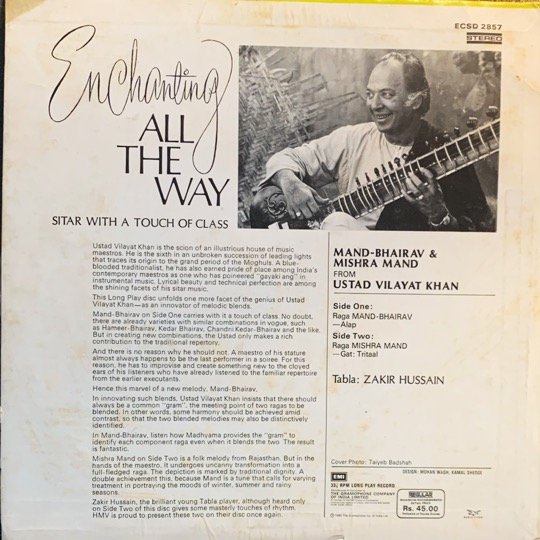 ECSD 2857
STEREO
Enchanting
ALL
THE
WAY
SITAR WITH A TOUCH OF CLASS
Ustad Vilayat Khan is the scion of an illustrious house of music
maestros. He is the sixth in an unbroken succession of leading lights
that traces its origin to the grand period of the Moghuls. A blue-
blooded traditionalist, he has also earned pride of place among India's
contemporary maestros as one who has pioneered "gayaki ang" in
instrumental music. Lyrical beauty and technical perfection are among
the shining facets of his sitar music.
This Long Play disc unfolds one more facet of the genius of Ustad
Vilayat Khan—as an innovator of melodic blends.
Mand-Bhairav on Side One carries with it a touch of class. No doubt,
there are already varieties with similar combinations in vogue, such
as Hameer-Bhairav, Kedar Bhairav, Chandni Kedar-Bhairav and the like.
But in creating new combinations, the Ustad only makes a rich
contribution to the traditional repertory.
And there is no reason why he should not. A maestro of his stature
almost always happens to be the last performer in a soiree. For this
reason, he has to improvise and create something new to the cloyed
ears of his listeners who have already listened to the familiar repertoire
from the earlier executants.
Hence this marvel of a new melody, Mand-Bhairav.
In innovating such blends, Ustad Vilayat Khan insists that there should
always be a common "gram", the meeting point of two ragas to be
blended. In other words, some harmony should be achieved amid
contrast, so that the two blended melodies may also be distinctively
identified.
In Mand-Bhairav, listen how Madhyama provides the "gram" to
identify each component raga even when it blends the two. The result
is fantastic.
Mishra Mand on Side Two is a folk melody from Rajasthan. But in the
hands of the maestro, it undergoes uncanny transformation into a
full-fledged raga. The depiction is marked by traditional dignity. A
double achievement this, because Mand is a tune that calls for varying
treatment in portraying the moods of winter, summer and rainy
seasons.
Zakir Hussain, the brilliant young Tabla player, although heard only
on Side Two of this disc gives some masterly touches of rhythm.
HMV is proud to present these two on their disc once again.
MAND-BHAIRAV &
MISHRA MAND
FROM
USTAD VILAYAT KHAN
Side One:
Raga MAND-BHAIRAV
—Alap
Side Two:
Raga MISHRA MAND
—Gat: Tritaal
Tabla: ZAKIR HUSSAIN
Cover Photo: Taiyeb Badshah
DESIGN: MOHAN WAGH, KAMAL SHEDGE
EMI
33⅓ RPM LONG PLAY RECORD
THE GRAMOPHONE COMPANY
OF INDIA LIMITED
REGULAR
Rs. 45.00